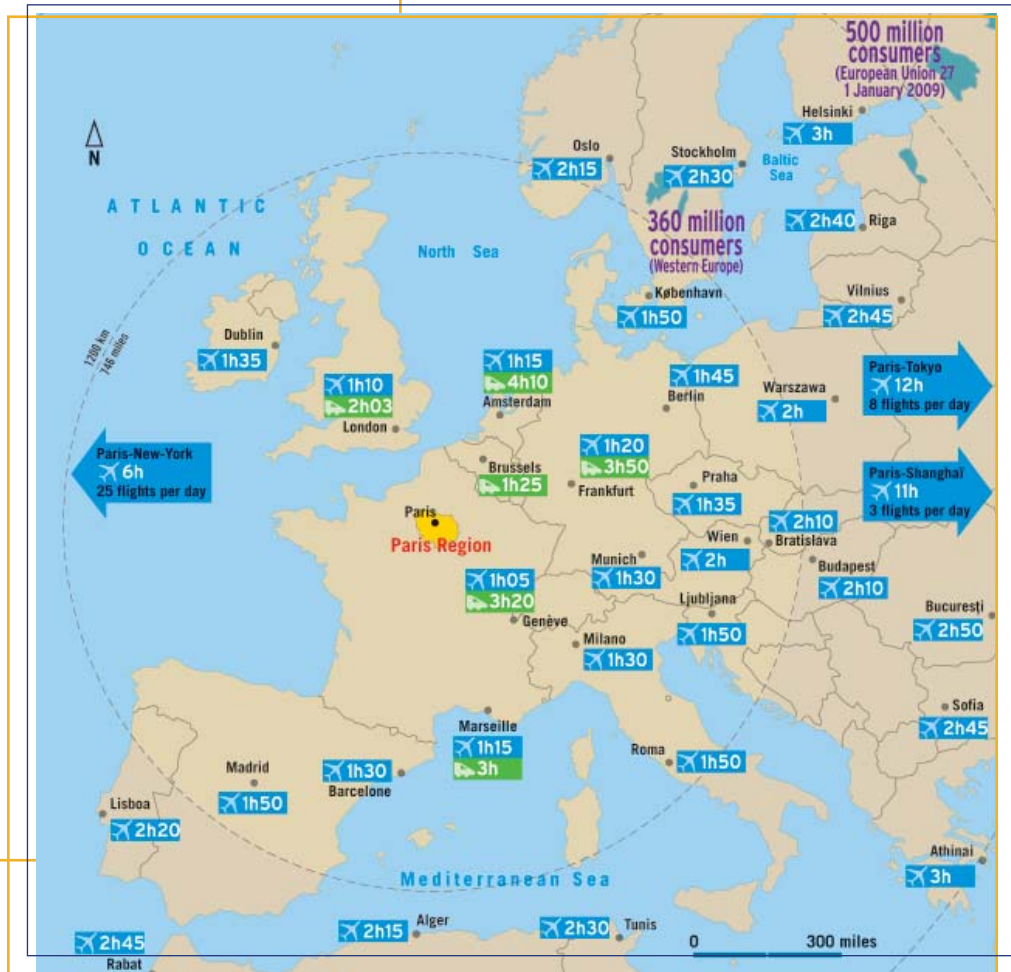 500 million
consumers
(European Union 27
1 January 2009)
Helsinki
3h
N
Oslo
2h15
Stockholm
2h30
Baltic
Sea
ATLANTIC
OCEAN
North Sea
360 million
consumers
(Western Europe)
2h40
Riga
Vilnius
2h45
København
1h50
1200 km
746 miles
Dublin
1h35
1h10
2h03
London
1h15
4h10
Amsterdam
1h45
Berlin
Warszawa
2h
Paris-Tokyo
12h
8 flights per day
Paris-New-York
6h
25 flights per day
Brussels
1h25
1h20
3h50
Frankfurt
Praha
1h35
Paris-Shanghaï
11h
3 flights per day
Paris
Paris Region
2h10
Bratislava
Wien
2h
Munich
1h30
Budapest
2h10
1h05
3h20
Genève
Ljubljana
1h50
Bucureşti
2h50
Milano
1h30
Sofia
2h45
Marseille
1h15
3h
Roma
1h50
Madrid
1h50
1h30
Barcelone
Lisboa
2h20
Athinai
3h
Mediterranean Sea
2h45
Rabat
2h15
Alger
2h30
Tunis
0 300 miles